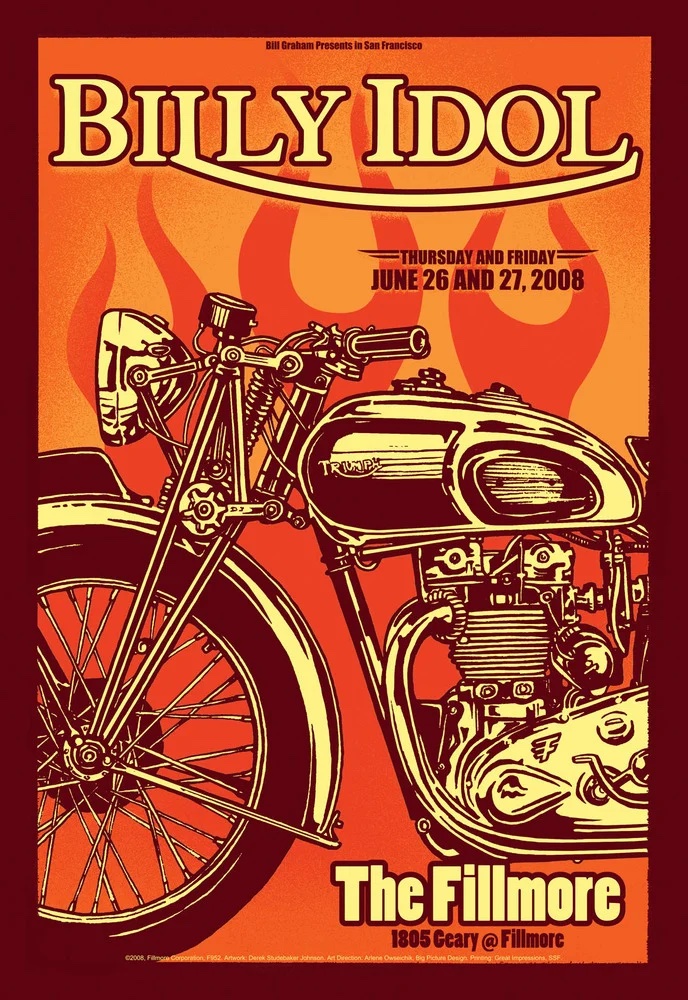 Bill Graham Presents in San Francisco
BILLY IDOL
THURSDAY AND FRIDAY
JUNE 26 AND 27, 2008
TRIUMPH
The Fillmore
1805 Geary @ Fillmore
©2008, Fillmore Corporation, F952. Artwork: Derek Studebaker Johnson. Art Direction: Arlene Owseichik, Big Picture Design. Printing: Great Impressions, SSF